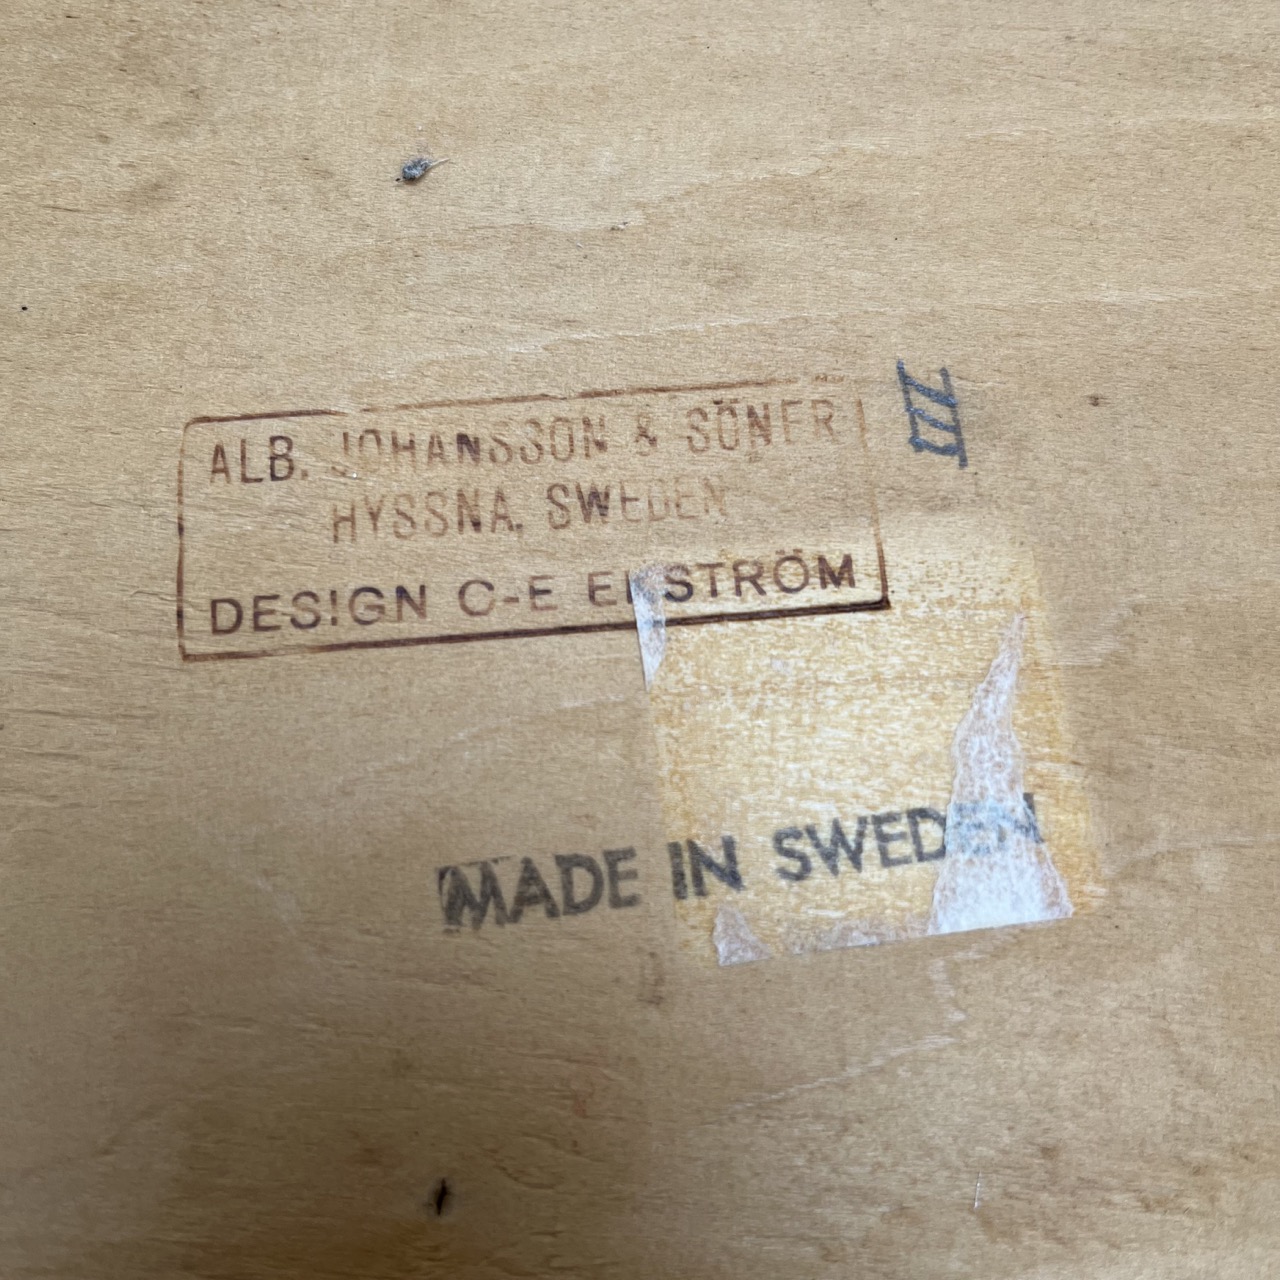 ALB. JOHANSSON & SÖNER
HYSSNA, SWEDEN
DESIGN C-E EKSTRÖM
III
MADE IN SWEDEN